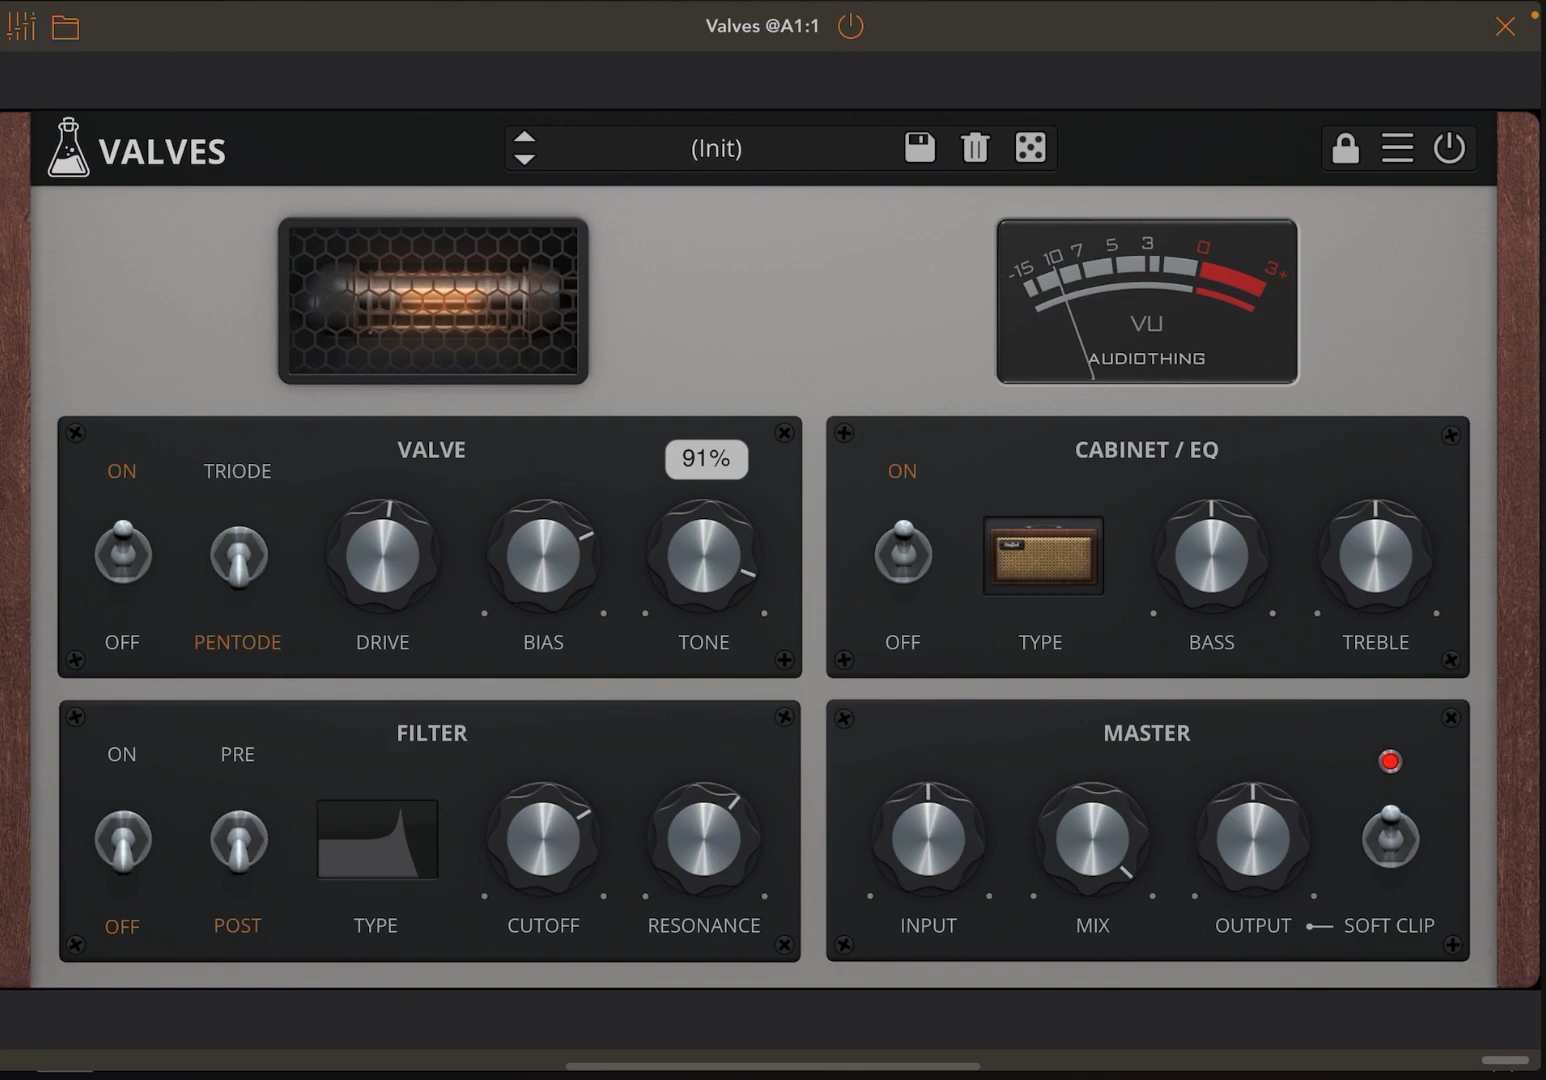 Valves @A1:1
VALVES
(Init)
-15 10 7 5 3 0 3+
VU
AUDIOTHING
VALVE
91%
ON
TRIODE
OFF
PENTODE
DRIVE
BIAS
TONE
CABINET / EQ
ON
OFF
TYPE
BASS
TREBLE
FILTER
ON
PRE
OFF
POST
TYPE
CUTOFF
RESONANCE
MASTER
INPUT
MIX
OUTPUT
SOFT CLIP